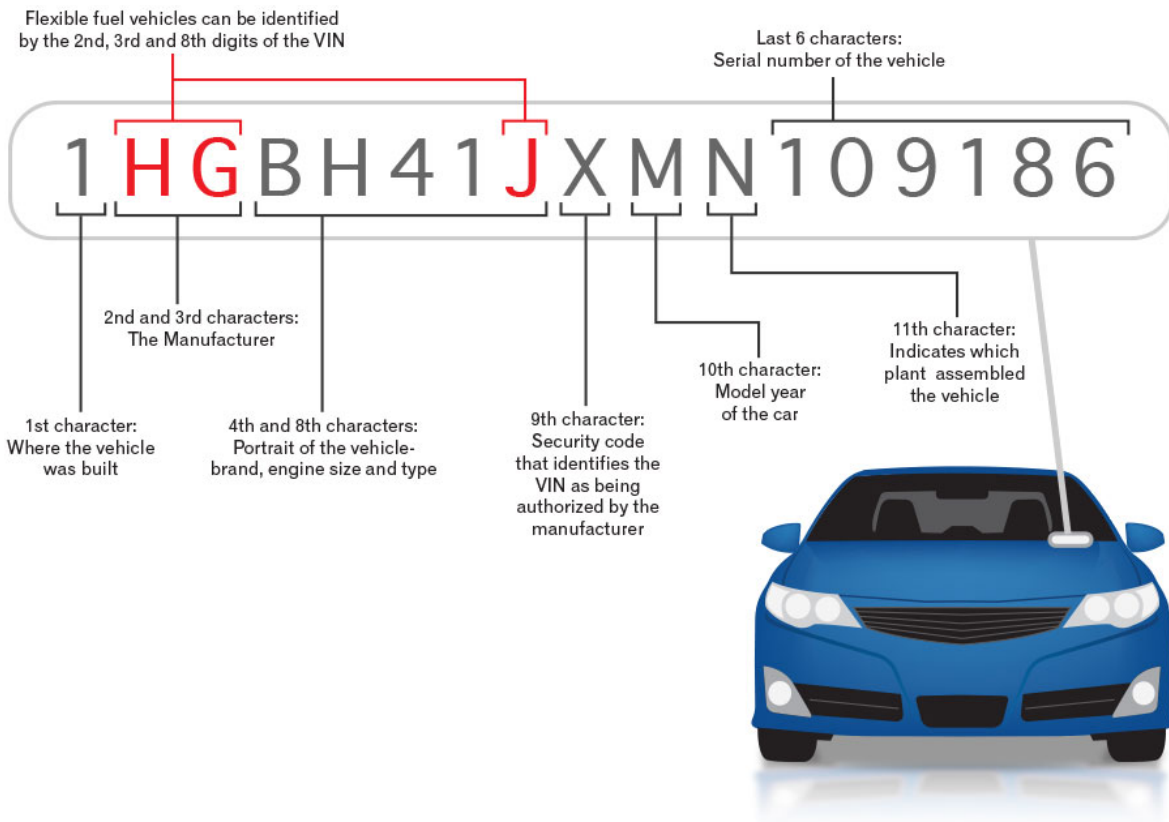 Flexible fuel vehicles can be identified
by the 2nd, 3rd and 8th digits of the VIN
Last 6 characters:
Serial number of the vehicle
1HGBH41JXMN109186
2nd and 3rd characters:
The Manufacturer
11th character:
Indicates which
plant assembled
the vehicle
10th character:
Model year
of the car
1st character:
Where the vehicle
was built
4th and 8th characters:
Portrait of the vehicle-
brand, engine size and type
9th character:
Security code
that identifies the
VIN as being
authorized by the
manufacturer